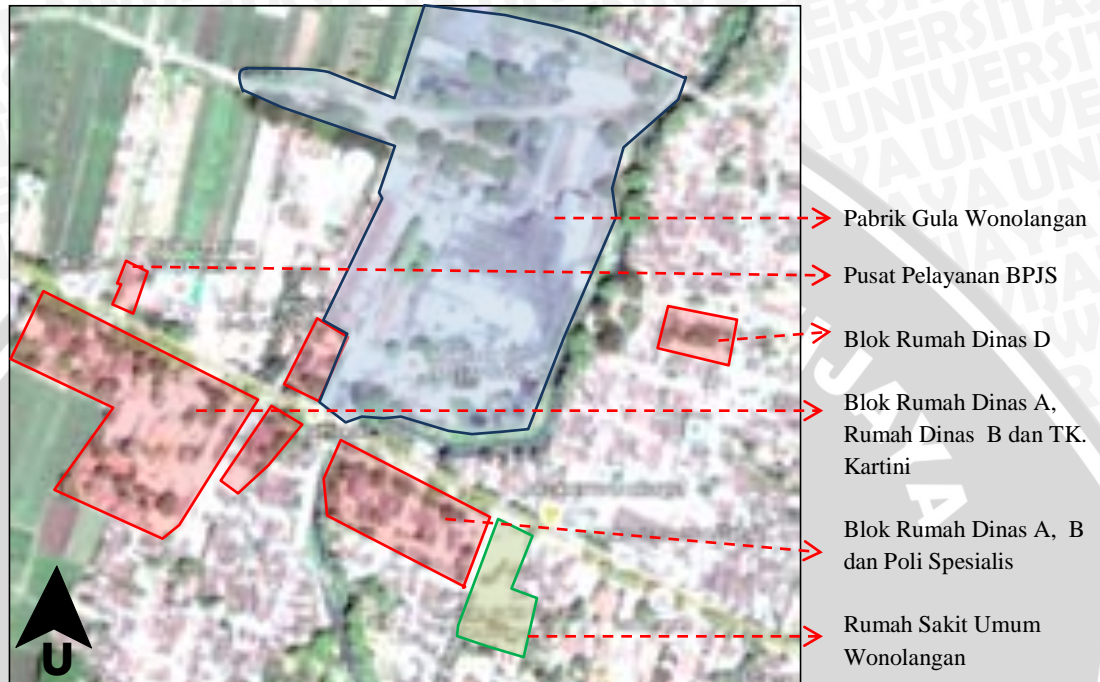 Pabrik Gula Wonolangan
Pusat Pelayanan BPJS
Blok Rumah Dinas D
Blok Rumah Dinas A,
Rumah Dinas B dan TK.
Kartini
Blok Rumah Dinas A, B
dan Poli Spesialis
Rumah Sakit Umum
Wonolangan
U